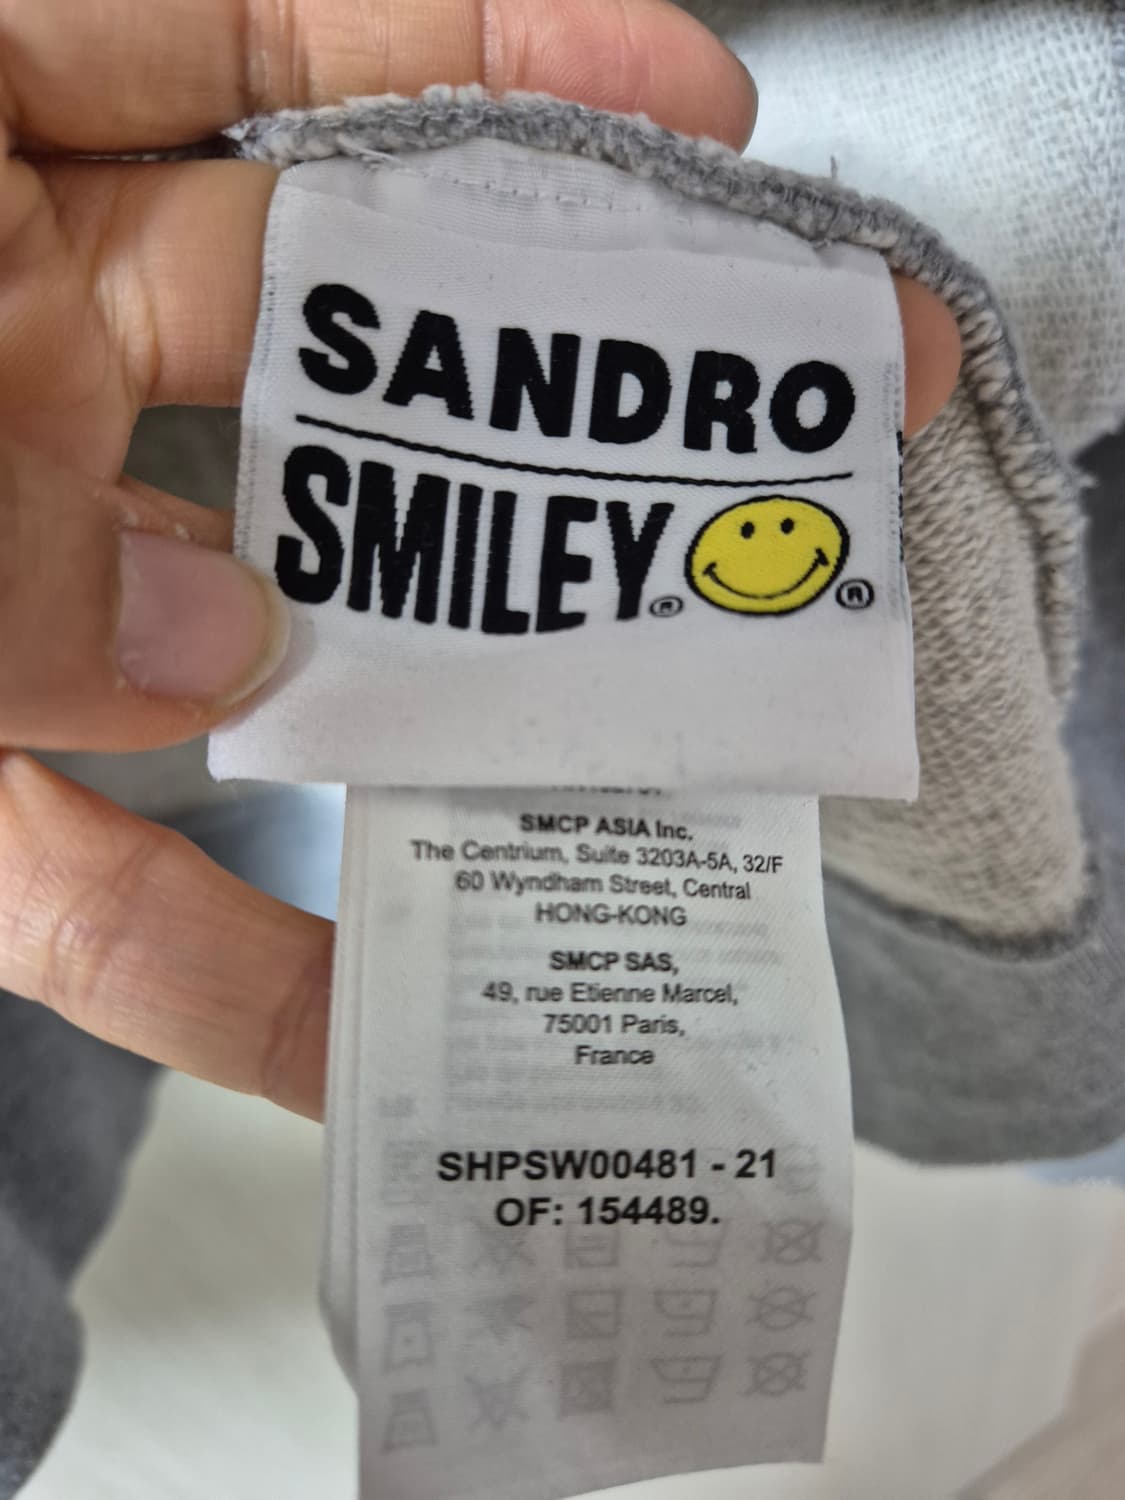 SANDRO
SMILEY®®
SMCP ASIA Inc.
The Centrium, Suite 3203A-5A, 32/F
60 Wyndham Street, Central
HONG-KONG
SMCP SAS,
49, rue Etienne Marcel,
75001 Paris,
France
SHPSW00481 - 21
OF: 154489.